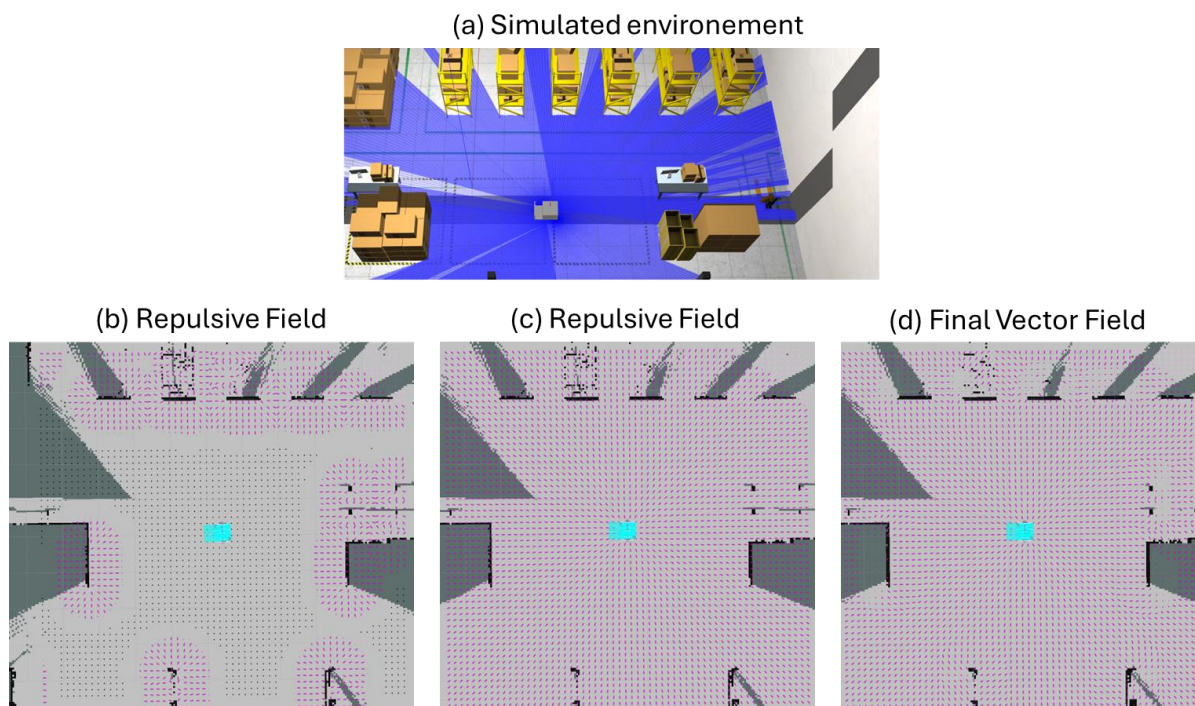 (a) Simulated environement
(b) Repulsive Field
(c) Repulsive Field
(d) Final Vector Field